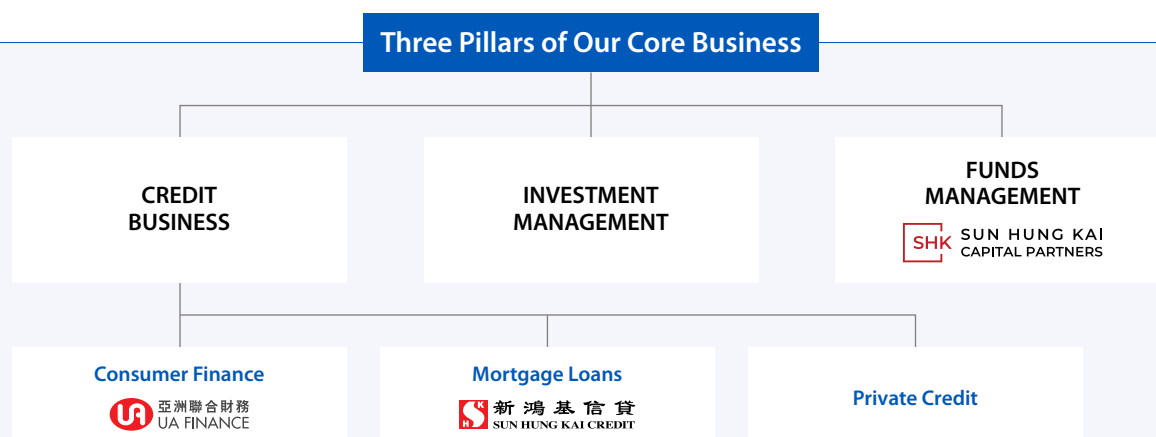 Three Pillars of Our Core Business
CREDIT
BUSINESS
INVESTMENT
MANAGEMENT
FUNDS
MANAGEMENT
SHK
SUN HUNG KAI
CAPITAL PARTNERS
Consumer Finance
UA
亞洲聯合財務
UA FINANCE
Mortgage Loans
SHK
新鴻基信貸
SUN HUNG KAI CREDIT
Private Credit